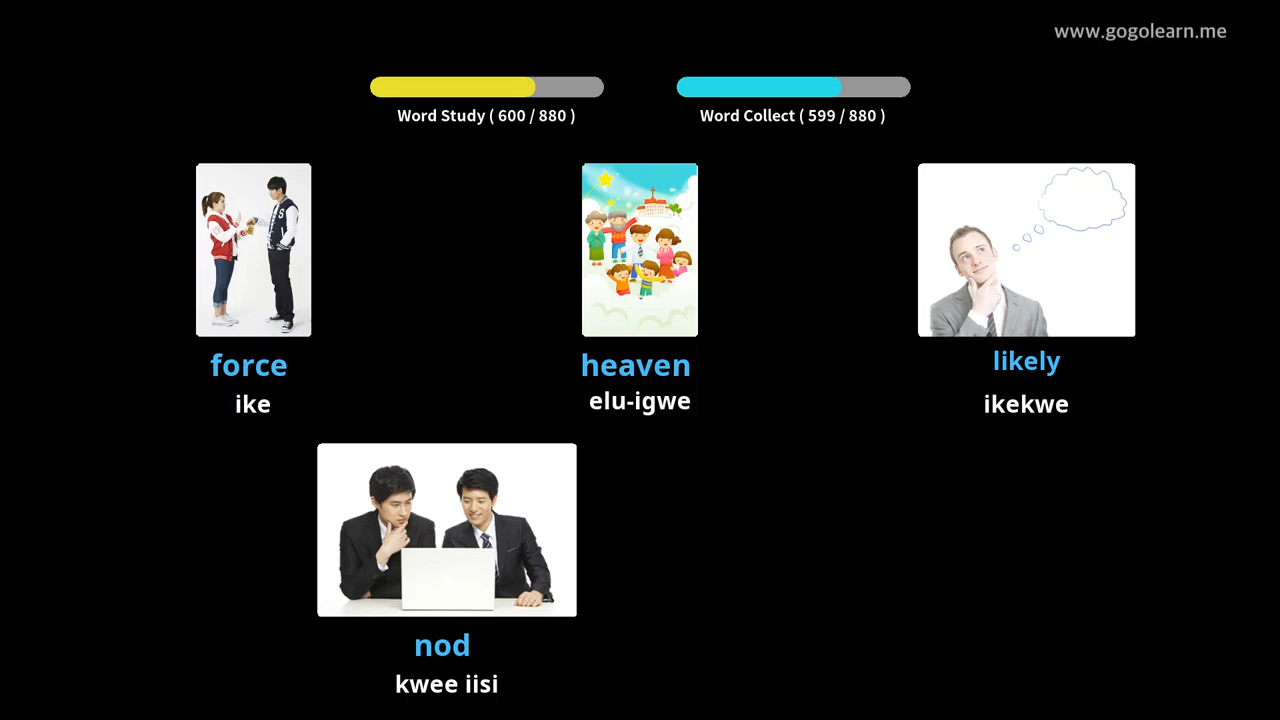 www.gogolearn.me
Word Study ( 600 / 880 )
Word Collect ( 599 / 880 )
force
ike
heaven
elu-igwe
likely
ikekwe
nod
kwee iisi